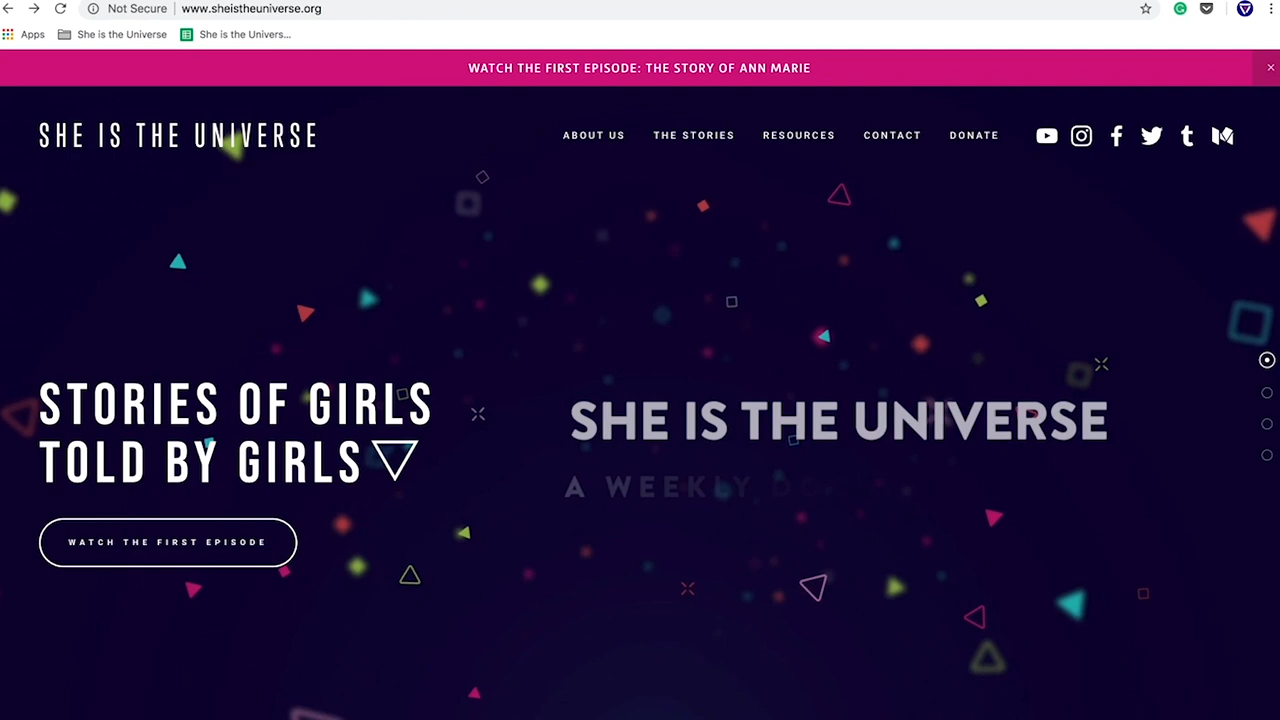 Not Secure
www.sheistheuniverse.org
Apps
She is the Universe
She is the Univers...
WATCH THE FIRST EPISODE: THE STORY OF ANN MARIE
SHE IS THE UNIVERSE
ABOUT US
THE STORIES
RESOURCES
CONTACT
DONATE
STORIES OF GIRLS
TOLD BY GIRLS
SHE IS THE UNIVERSE
A WEEKLY
WATCH THE FIRST EPISODE